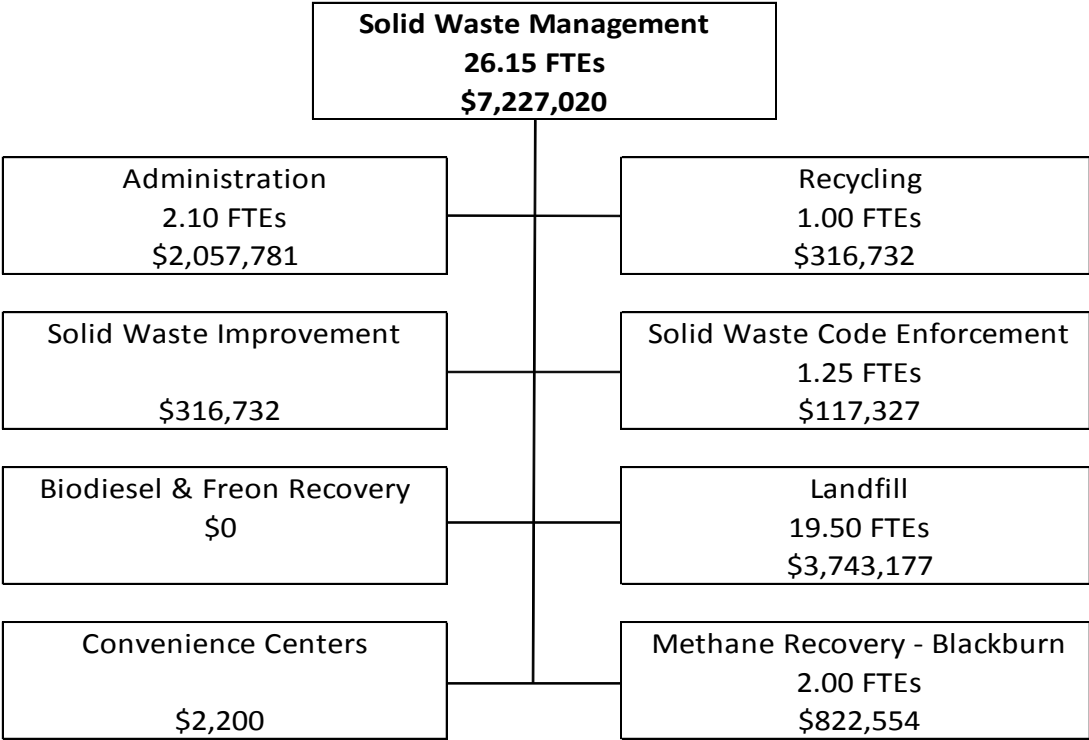 Solid Waste Management
26.15 FTEs
$7,227,020
Administration
2.10 FTEs
$2,057,781
Recycling
1.00 FTEs
$316,732
Solid Waste Improvement
$316,732
Solid Waste Code Enforcement
1.25 FTEs
$117,327
Biodiesel & Freon Recovery
$0
Landfill
19.50 FTEs
$3,743,177
Convenience Centers
$2,200
Methane Recovery - Blackburn
2.00 FTEs
$822,554